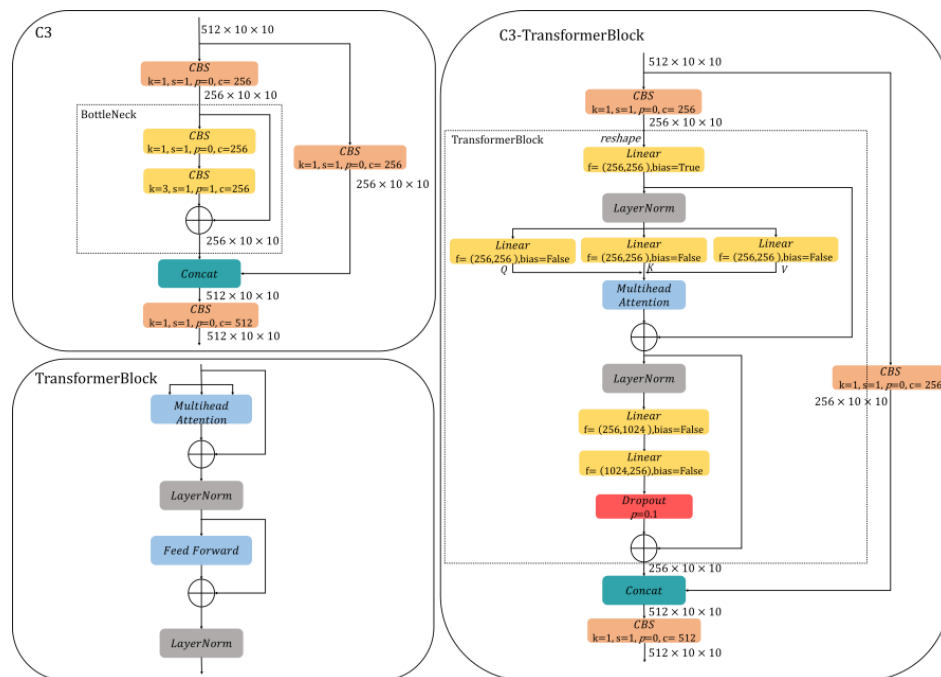 C3
512 × 10 × 10
CBS
k=1, s=1, p=0, c= 256
256 × 10 × 10
BottleNeck
CBS
k=1, s=1, p=0, c=256
CBS
k=3, s=1, p=1, c=256
256 × 10 × 10
CBS
k=1, s=1, p=0, c= 256
256 × 10 × 10
Concat
512 × 10 × 10
CBS
k=1, s=1, p=0, c= 512
512 × 10 × 10
TransformerBlock
Multihead
Attention
LayerNorm
Feed Forward
LayerNorm
C3-TransformerBlock
512 × 10 × 10
CBS
k=1, s=1, p=0, c= 256
256 × 10 × 10
TransformerBlock
reshape
Linear
f= (256,256 ),bias=True
LayerNorm
Linear
f= (256,256 ),bias=False
Q
Linear
f= (256,256 ),bias=False
K
Linear
f= (256,256 ),bias=False
V
Multihead
Attention
LayerNorm
Linear
f= (256,1024 ),bias=False
Linear
f= (1024,256),bias=False
Dropout
p=0.1
256 × 10 × 10
CBS
k=1, s=1, p=0, c= 256
256 × 10 × 10
Concat
512 × 10 × 10
CBS
k=1, s=1, p=0, c= 512
512 × 10 × 10